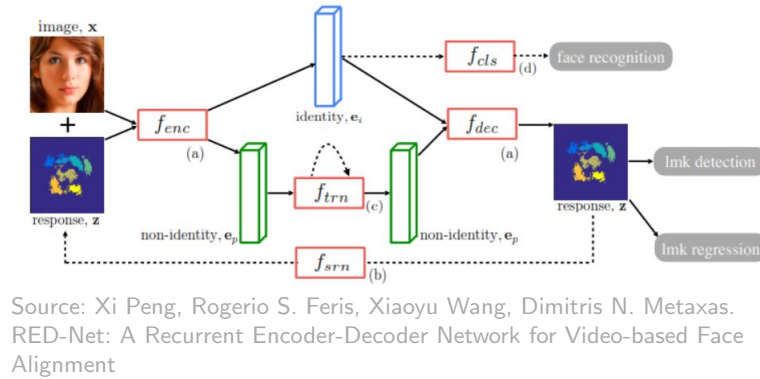 image, x
+
response, z
f_enc
(a)
identity, e_i
f_cls
(d)
face recognition
non-identity, e_p
f_trn
(c)
non-identity, e_p
f_dec
(a)
response, z
lmk detection
lmk regression
f_srn
(b)
Source: Xi Peng, Rogerio S. Feris, Xiaoyu Wang, Dimitris N. Metaxas.
RED-Net: A Recurrent Encoder-Decoder Network for Video-based Face
Alignment